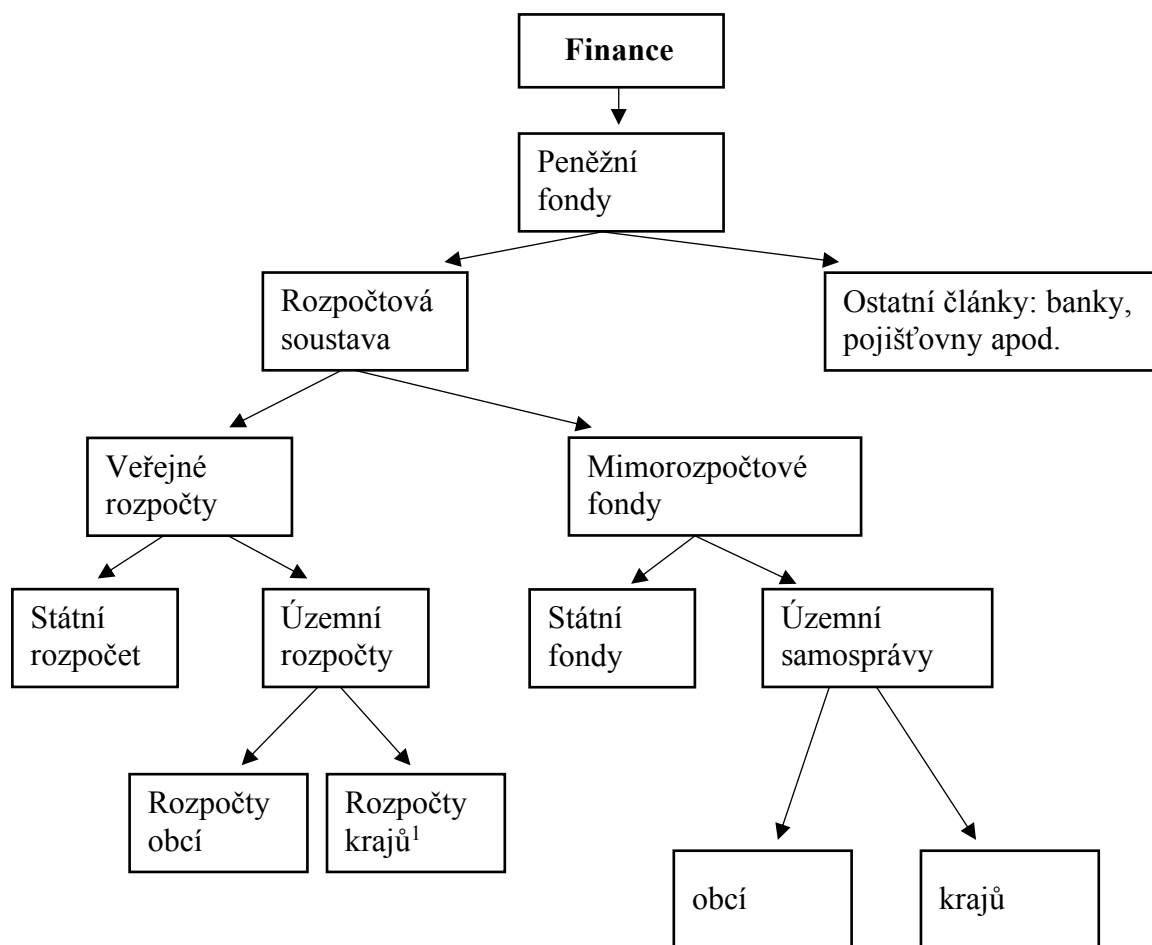 Finance
Peněžní
fondy
Rozpočtová
soustava
Ostatní články: banky,
pojišťovny apod.
Veřejné
rozpočty
Mimorozpočtové
fondy
Státní
rozpočet
Územní
rozpočty
Státní
fondy
Územní
samosprávy
Rozpočty
obcí
Rozpočty
krajů¹
obcí
krajů